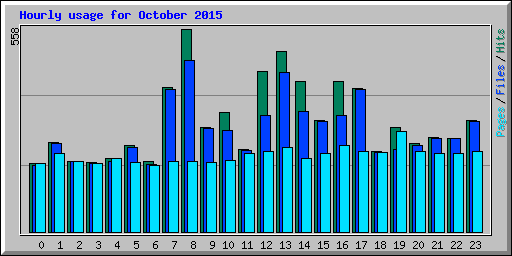 Hourly usage for October 2015
558
Pages / Files / Hits
0 1 2 3 4 5 6 7 8 9 10 11 12 13 14 15 16 17 18 19 20 21 22 23